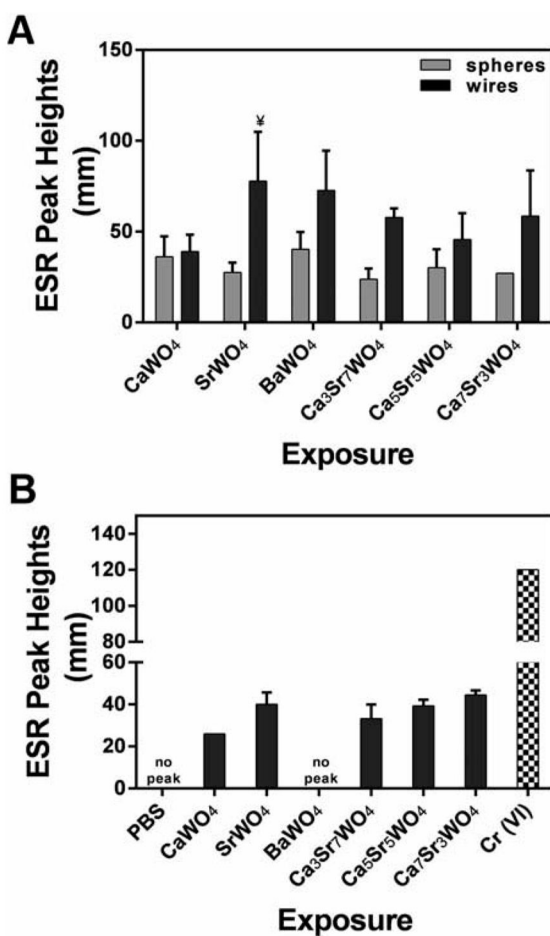 A
ESR Peak Heights
(mm)
150
100
50
0
spheres
wires
¥
CaWO₄
SrWO₄
BaWO₄
Ca₃Sr₇WO₄
Ca₅Sr₅WO₄
Ca₇Sr₃WO₄
Exposure
B
ESR Peak Heights
(mm)
140
120
100
80
60
40
20
0
no
peak
no
peak
PBS
CaWO₄
SrWO₄
BaWO₄
Ca₃Sr₇WO₄
Ca₅Sr₅WO₄
Ca₇Sr₃WO₄
Cr (VI)
Exposure